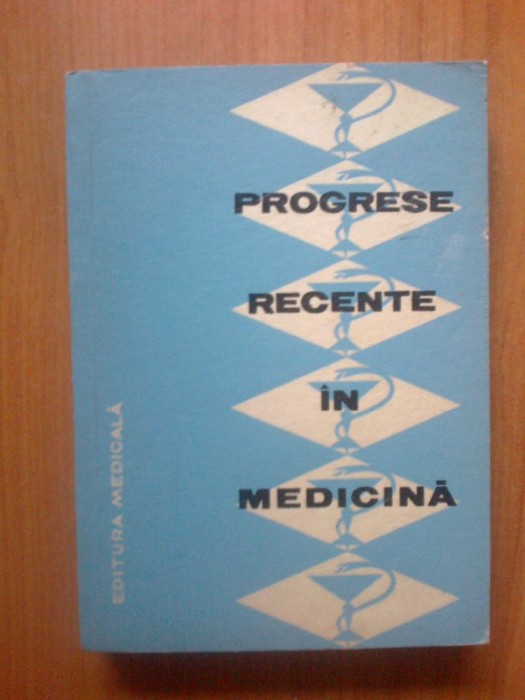 PROGRESE
RECENTE
ÎN
MEDICINĂ
EDITURA MEDICALĂ